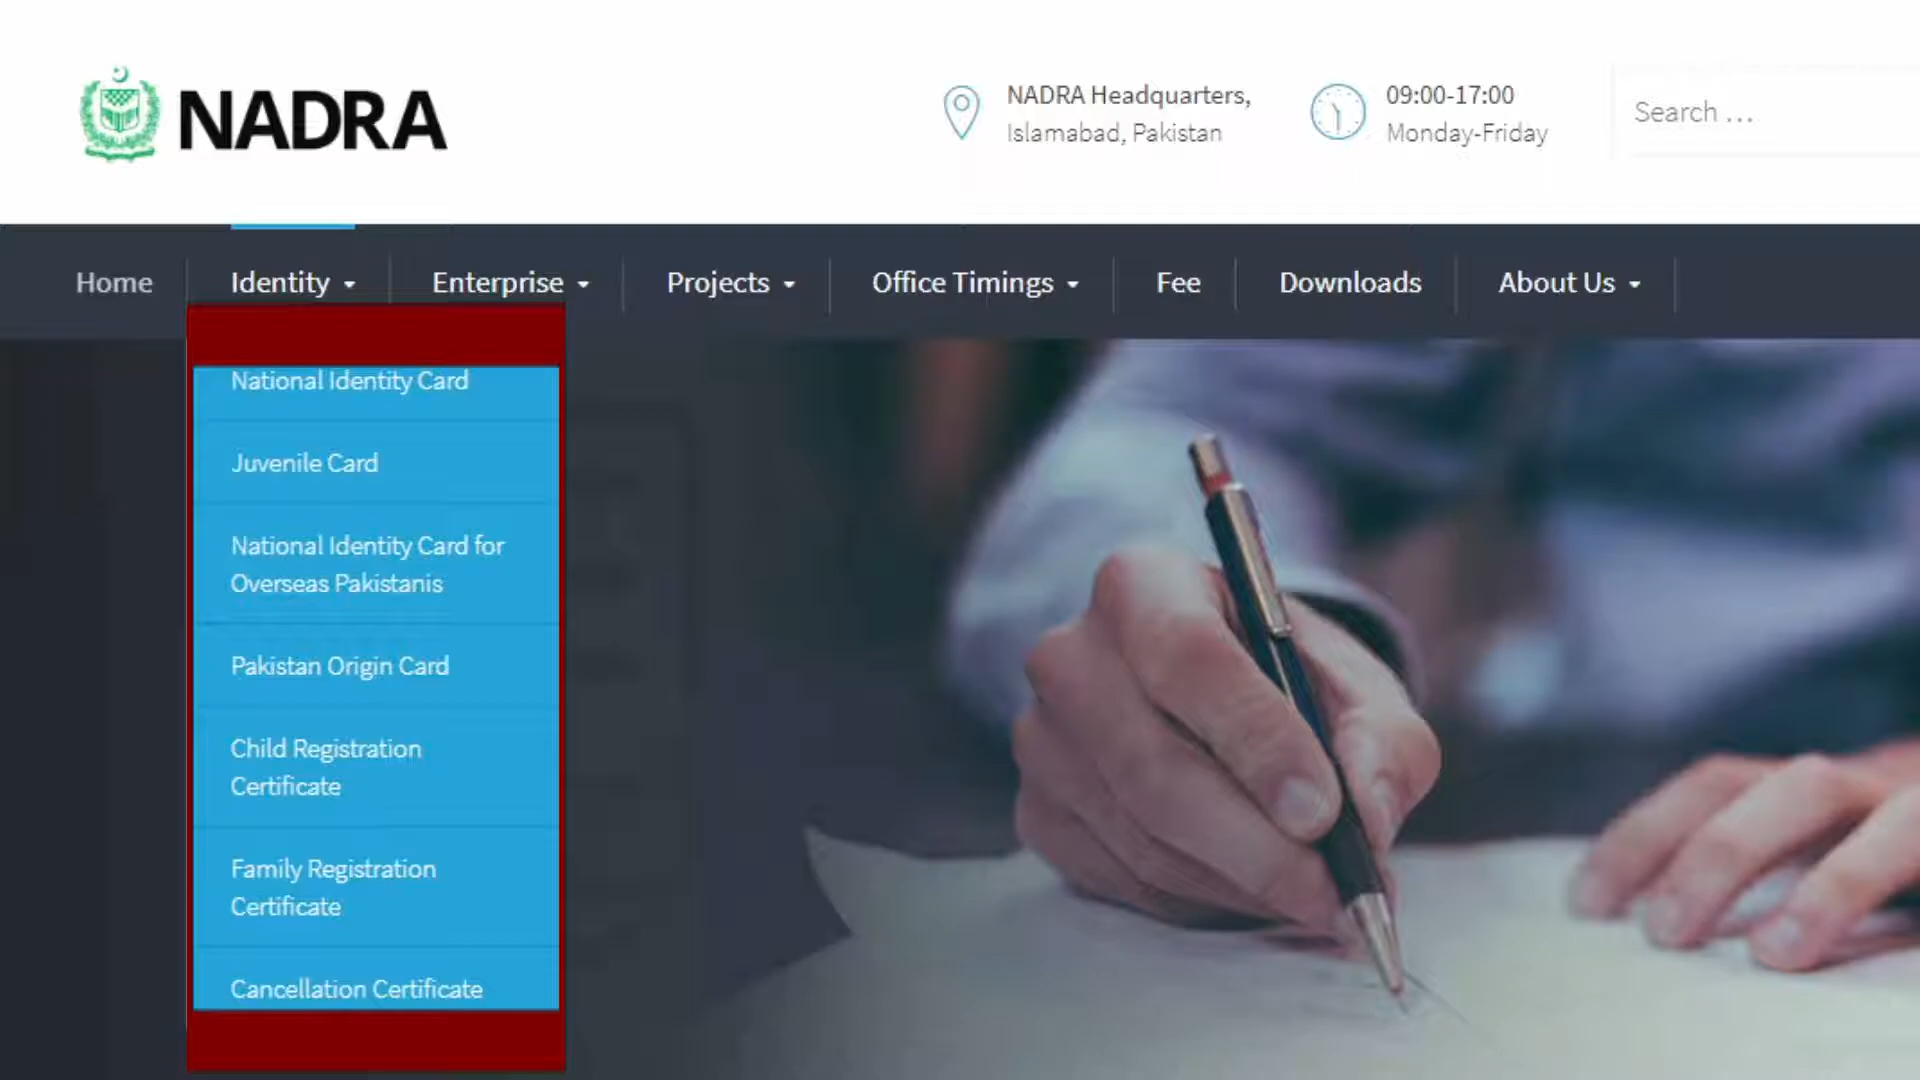 NADRA
NADRA Headquarters,
Islamabad, Pakistan
09:00-17:00
Monday-Friday
Search ...
Home
Identity
Enterprise
Projects
Office Timings
Fee
Downloads
About Us
National Identity Card
Juvenile Card
National Identity Card for
Overseas Pakistanis
Pakistan Origin Card
Child Registration
Certificate
Family Registration
Certificate
Cancellation Certificate